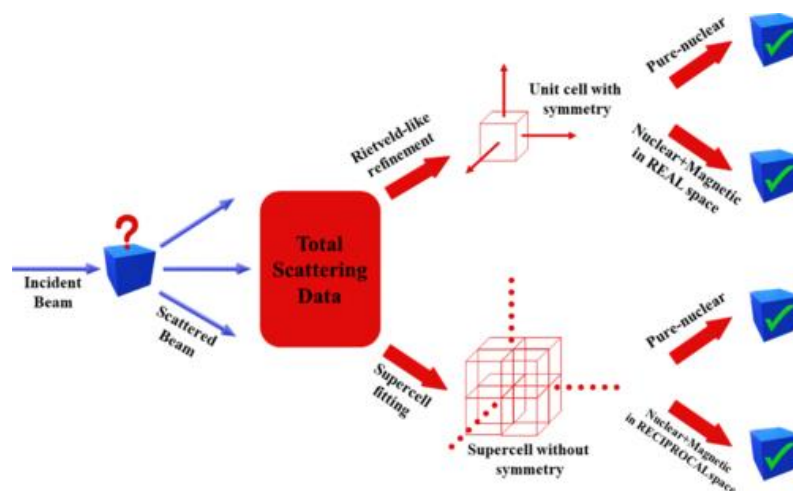 Incident
Beam
?
Scattered
Beam
Total
Scattering
Data
Rietveld-like
refinement
Unit cell with
symmetry
Pure-nuclear
Nuclear+Magnetic
in REAL space
Supercell
fitting
Supercell without
symmetry
Pure-nuclear
Nuclear+Magnetic
in RECIPROCAL space